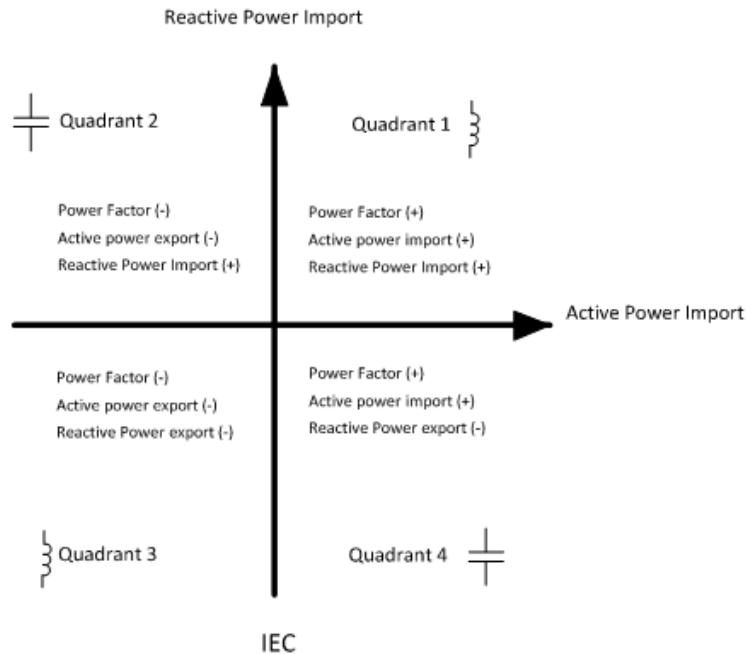 Reactive Power Import
Quadrant 2
Quadrant 1
Power Factor (-)
Active power export (-)
Reactive Power Import (+)
Power Factor (+)
Active power import (+)
Reactive Power Import (+)
Active Power Import
Power Factor (-)
Active power export (-)
Reactive Power export (-)
Power Factor (+)
Active power import (+)
Reactive Power export (-)
Quadrant 3
Quadrant 4
IEC